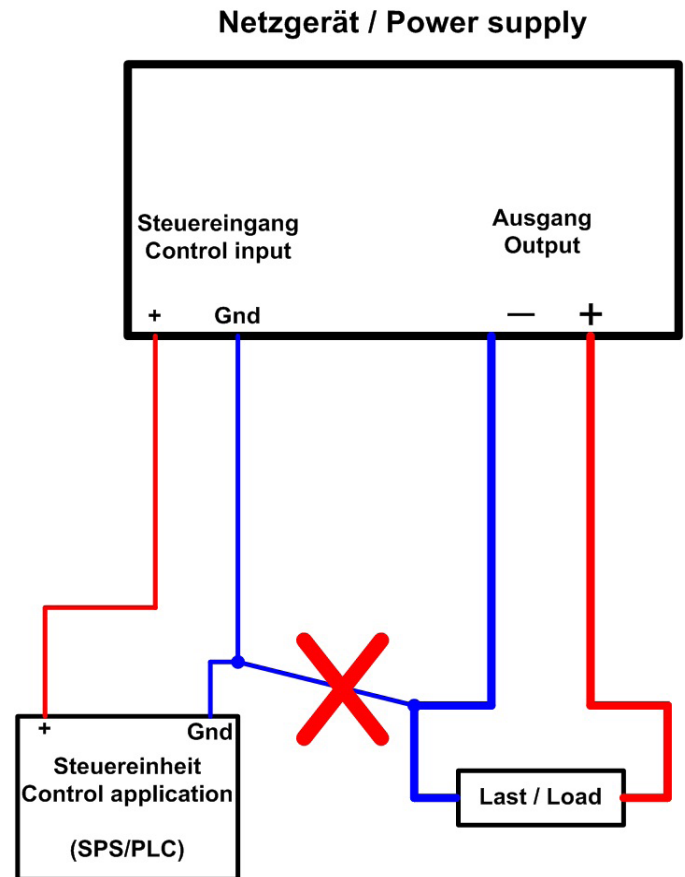 Netzgerät / Power supply
Steuereingang
Control input
Ausgang
Output
+ Gnd — +
+ Gnd
Steuereinheit
Control application
(SPS/PLC)
Last / Load